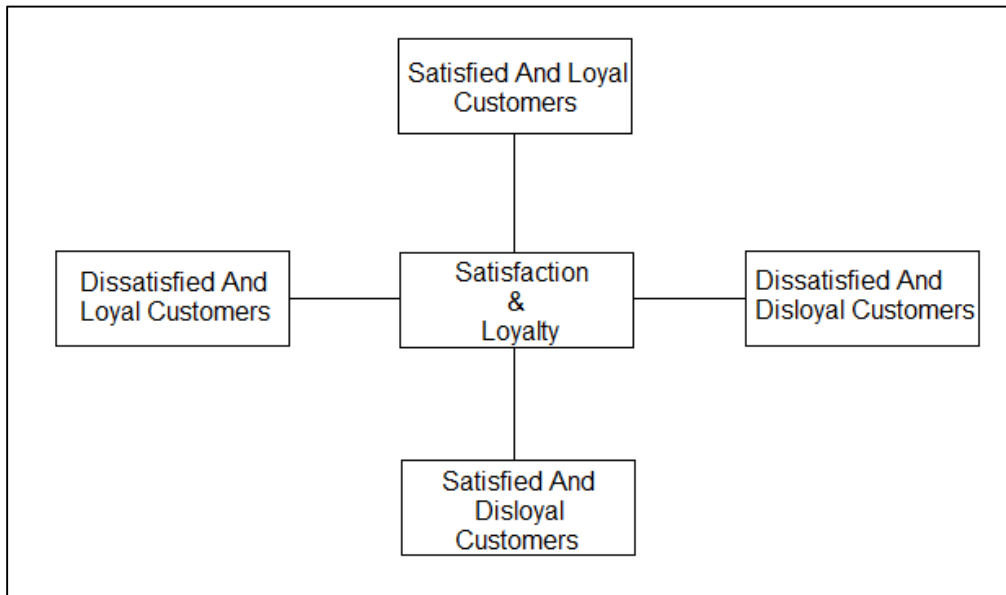 Satisfied And Loyal
Customers
Dissatisfied And
Loyal Customers
Satisfaction
&
Loyalty
Dissatisfied And
Disloyal Customers
Satisfied And
Disloyal
Customers